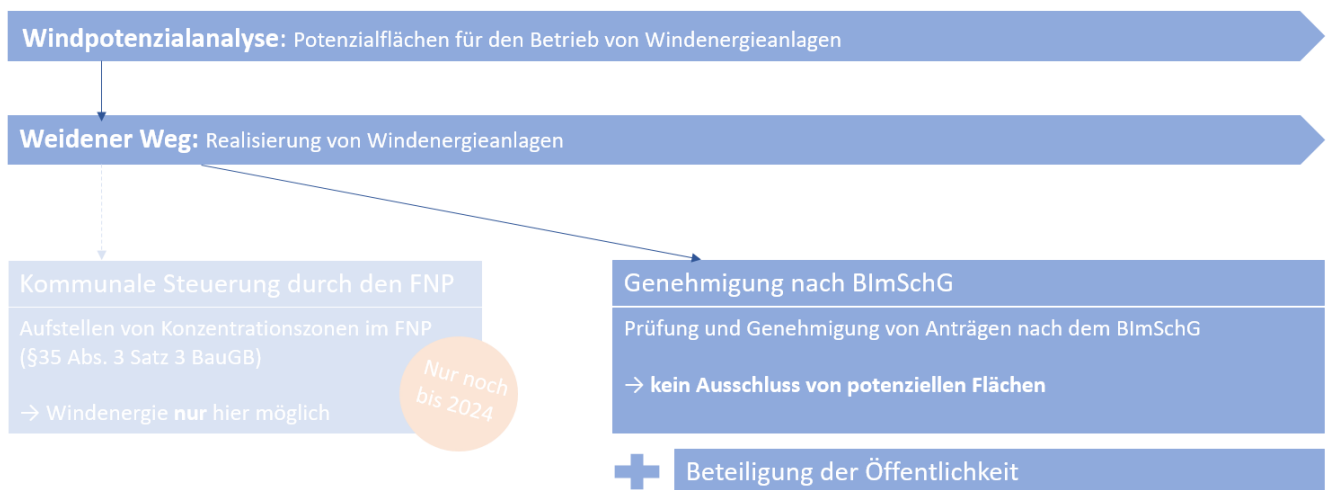 Windpotenzialanalyse: Potenzialflächen für den Betrieb von Windenergieanlagen
Weidener Weg: Realisierung von Windenergieanlagen
Kommunale Steuerung durch den FNP
Aufstellen von Konzentrationszonen im FNP
(§35 Abs. 3 Satz 3 BauGB)
→ Windenergie nur hier möglich
Nur noch
bis 2024
Genehmigung nach BImSchG
Prüfung und Genehmigung von Anträgen nach dem BImSchG
→ kein Ausschluss von potenziellen Flächen
Beteiligung der Öffentlichkeit